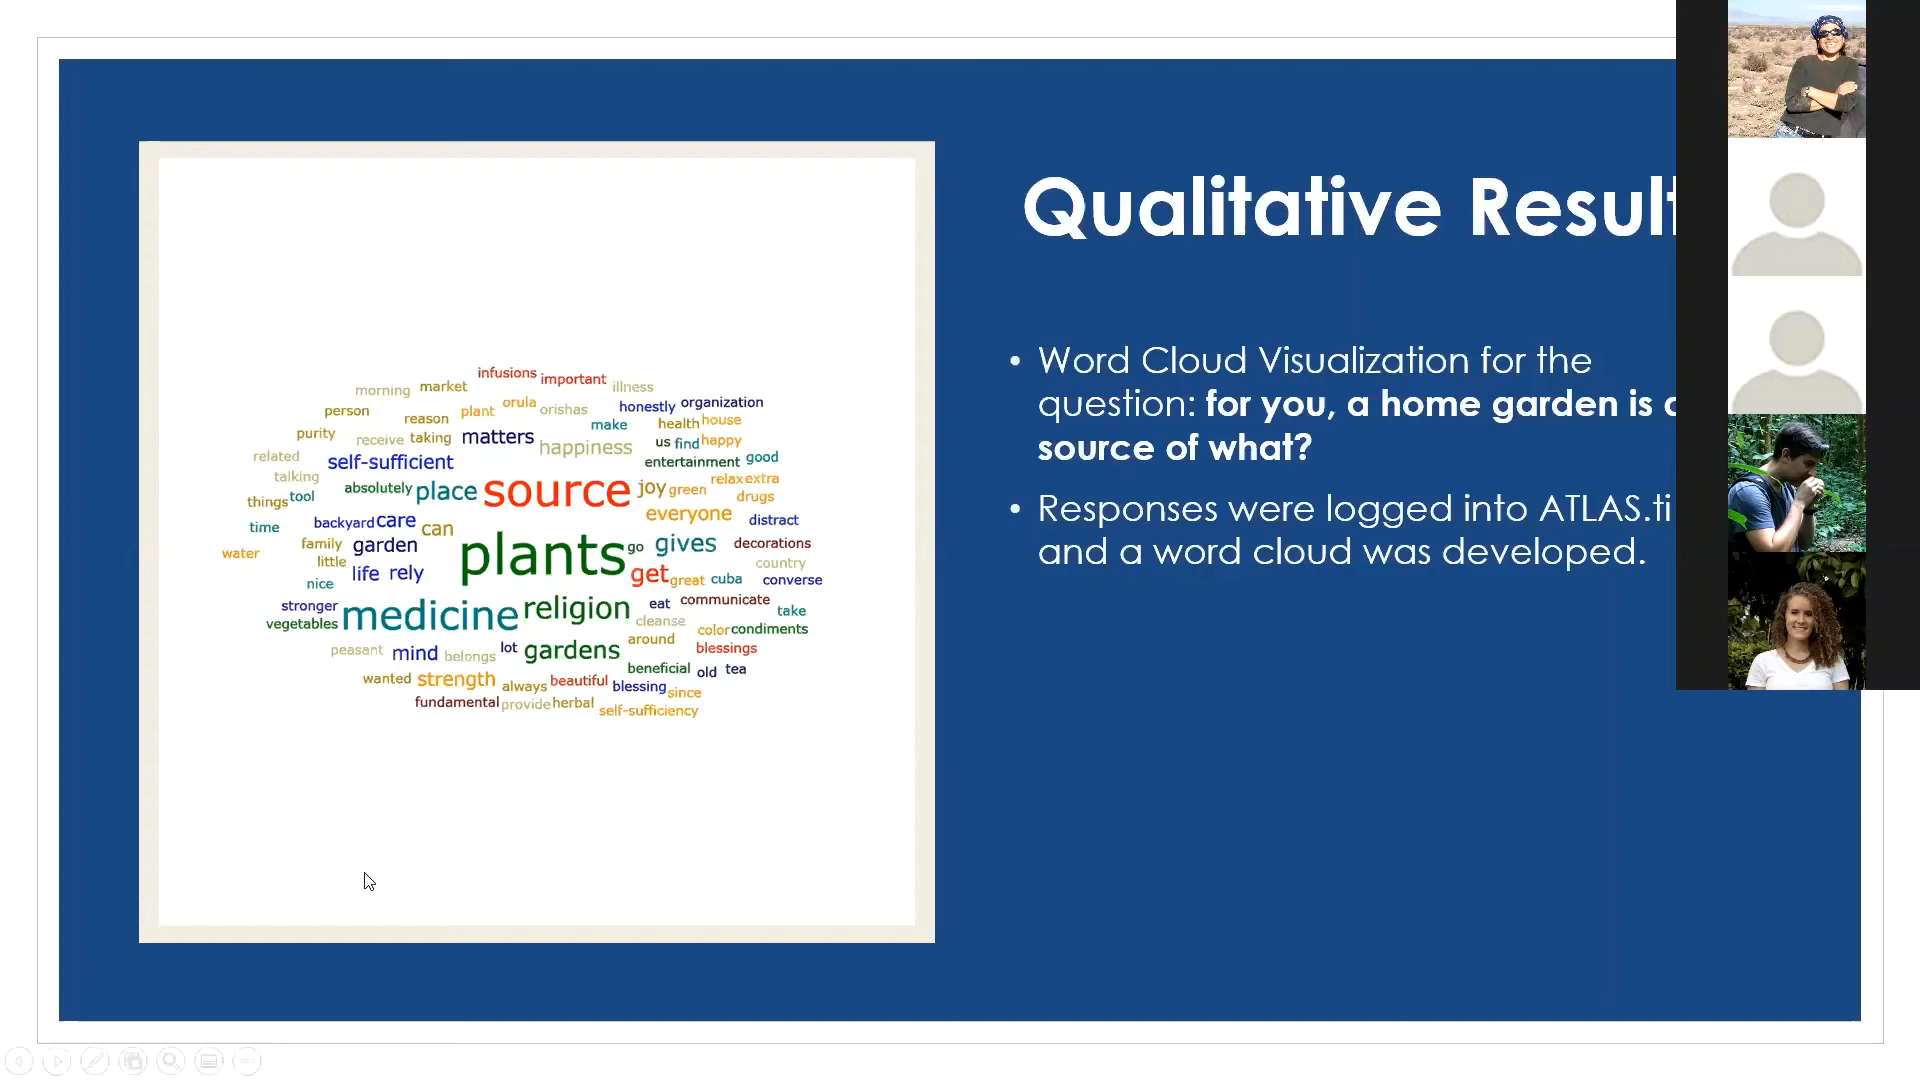 Qualitative Result
• Word Cloud Visualization for the
question: for you, a home garden is a
source of what?
• Responses were logged into ATLAS.ti
and a word cloud was developed.
infusions important illness
morning market
person reason plant orula orishas make honestly organization
health house
purity receive taking matters happiness us find happy
related self-sufficient entertainment good
talking absolutely place source joy green relax extra
things tool drugs
time backyard care can everyone distract
water family garden plants go gives decorations
little life rely get great cuba country converse
nice
stronger medicine religion eat communicate take
vegetables cleanse color condiments
peasant mind belongs lot gardens around blessings
beneficial old tea
wanted strength always beautiful blessing since
fundamental provide herbal self-sufficiency